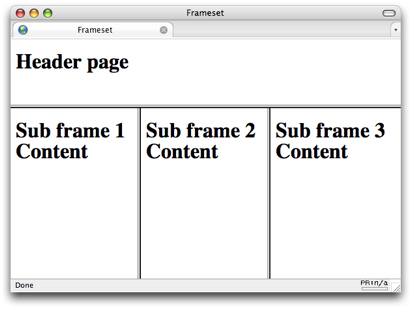 Frameset
Frameset
Header page
Sub frame 1
Content
Sub frame 2
Content
Sub frame 3
Content
Done
PR:n/a